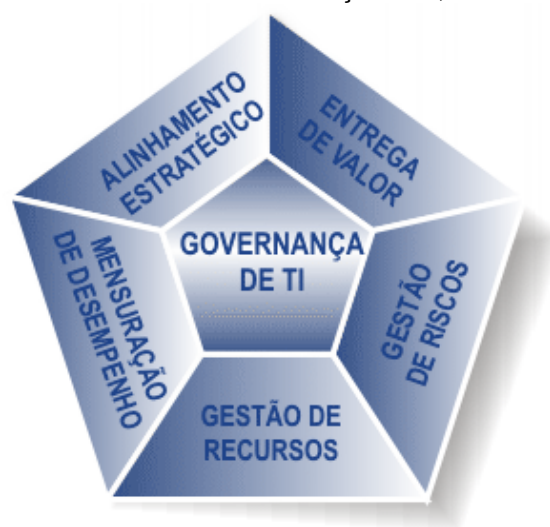 ALINHAMENTO
ESTRATÉGICO
ENTREGA
DE VALOR
GOVERNANÇA
DE TI
MENSURAÇÃO
DE DESEMPENHO
GESTÃO
DE RISCOS
GESTÃO DE
RECURSOS